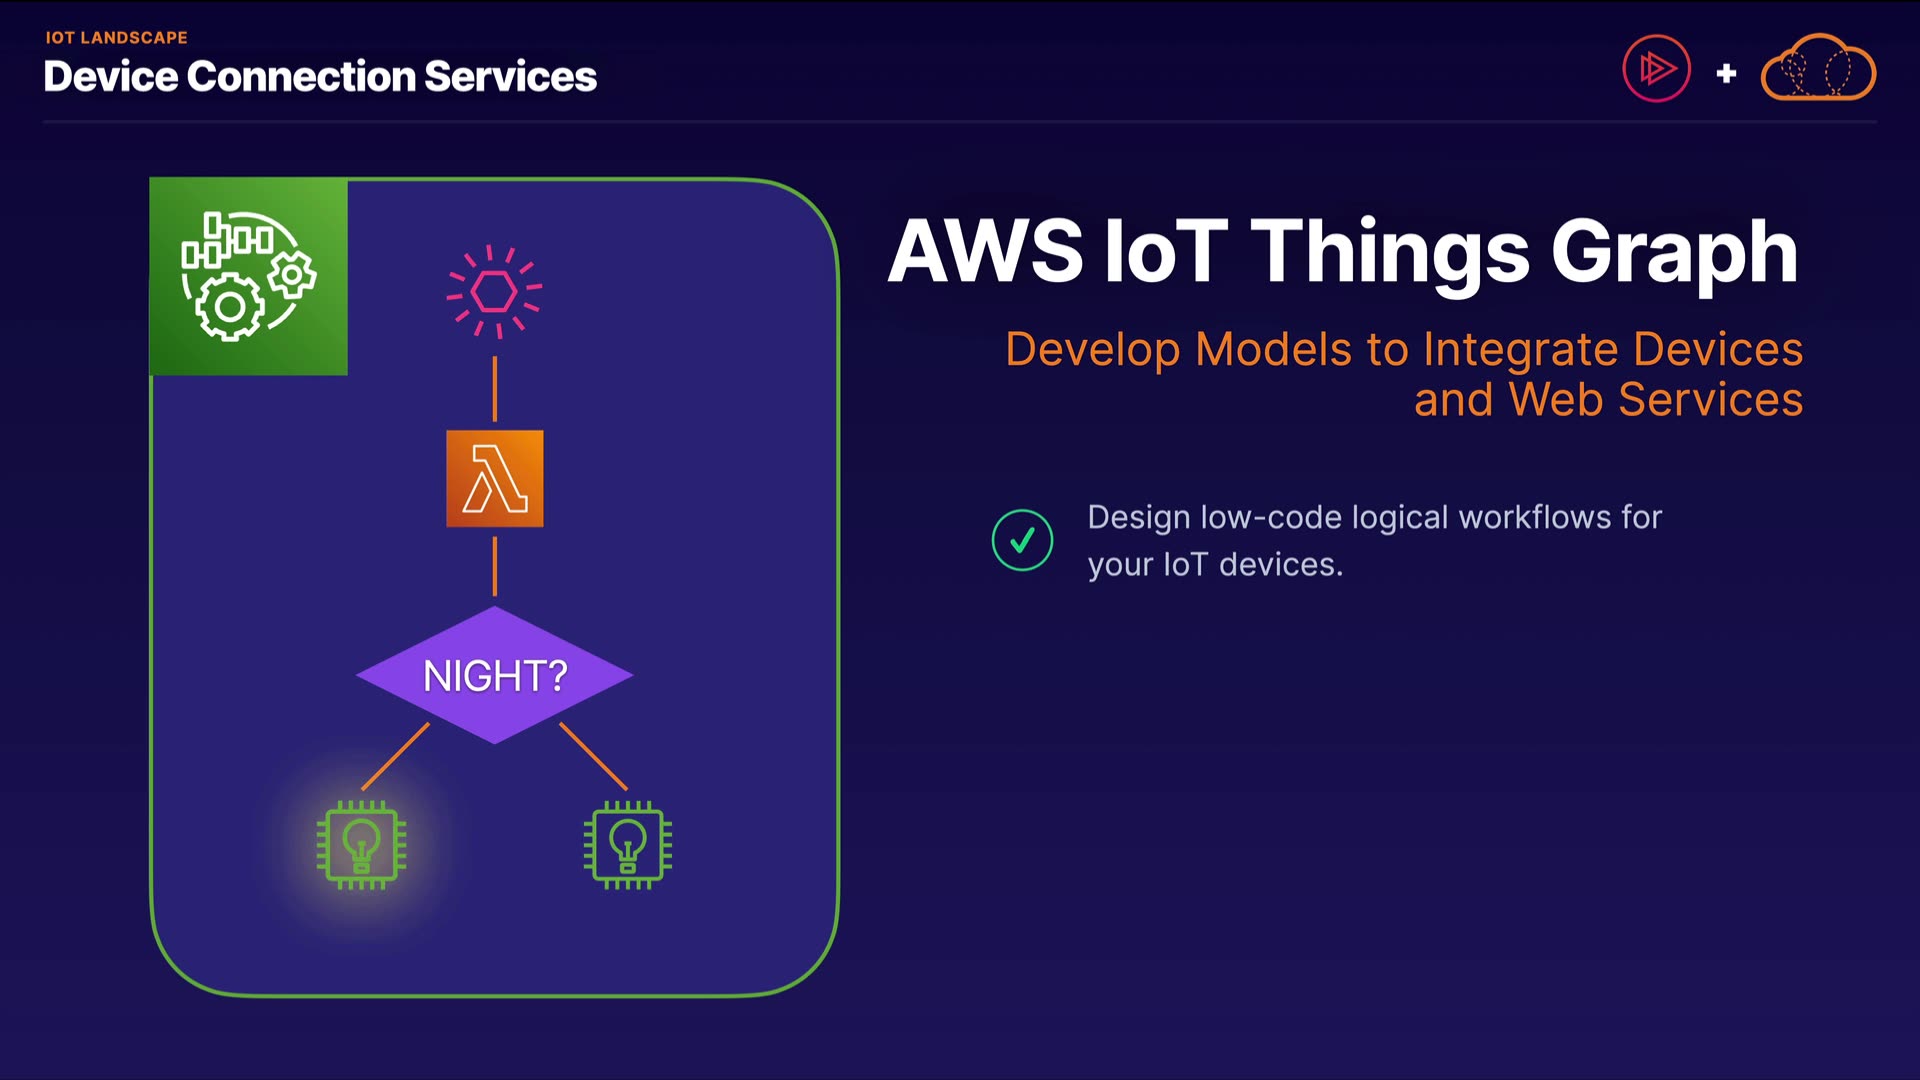 IOT LANDSCAPE
Device Connection Services
AWS IoT Things Graph
Develop Models to Integrate Devices
and Web Services
Design low-code logical workflows for
your IoT devices.
NIGHT?